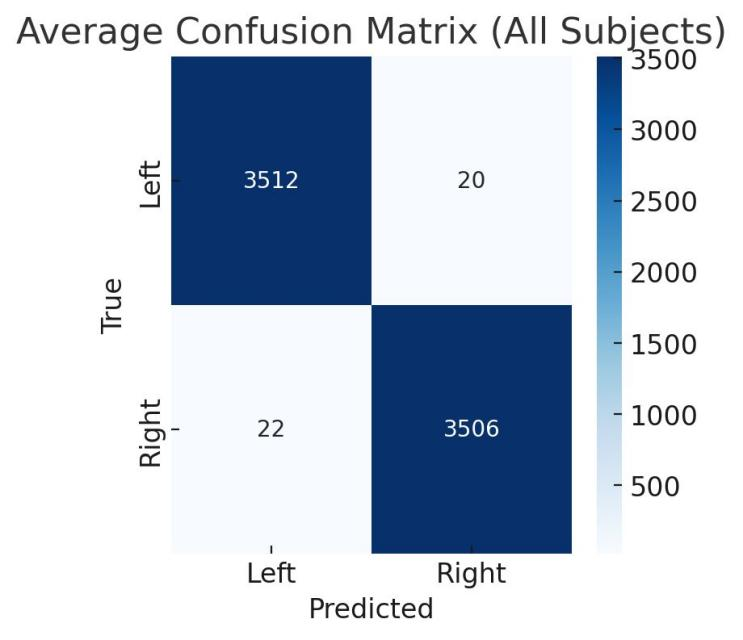 Average Confusion Matrix (All Subjects)
3500
3000
2500
2000
1500
1000
500
True
Left
Right
3512
20
22
3506
Left
Right
Predicted